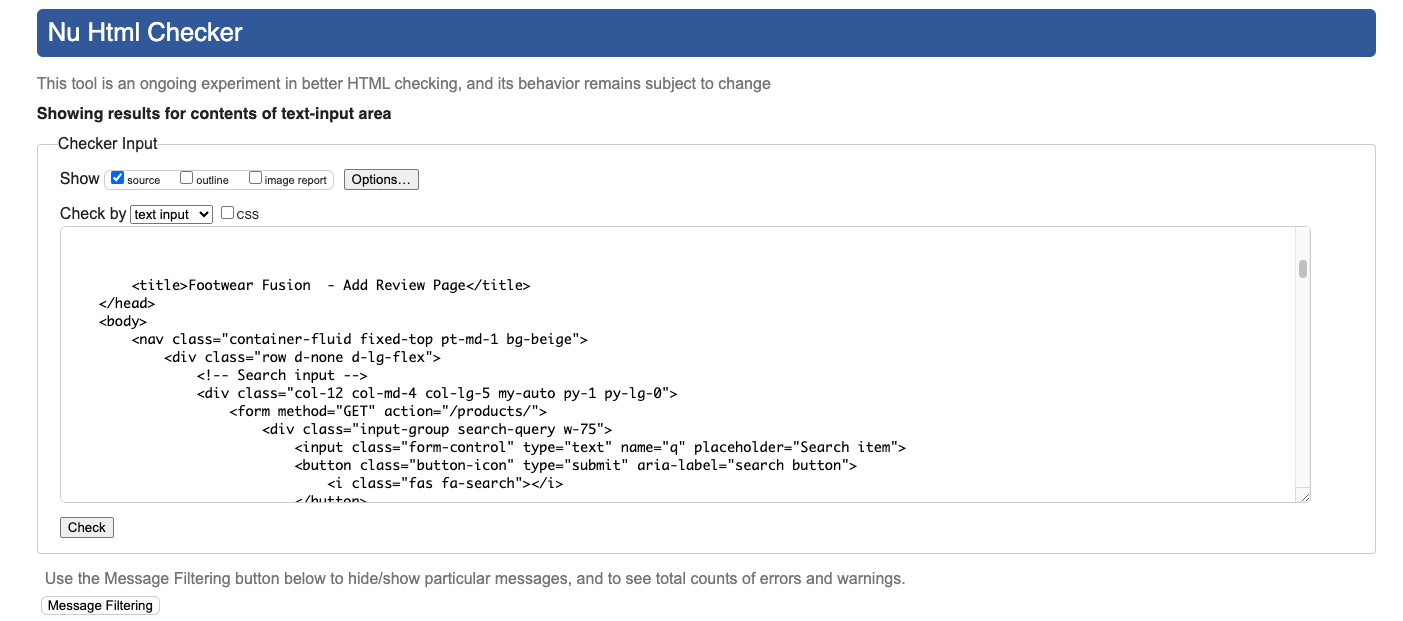 Nu Html Checker
This tool is an ongoing experiment in better HTML checking, and its behavior remains subject to change
Showing results for contents of text-input area
Checker Input
Show source outline image report Options...
Check by text input css
<title>Footwear Fusion  - Add Review Page</title>
</head>
<body>
<nav class="container-fluid fixed-top pt-md-1 bg-beige">
<div class="row d-none d-lg-flex">
<!-- Search input -->
<div class="col-12 col-md-4 col-lg-5 my-auto py-1 py-lg-0">
<form method="GET" action="/products/">
<div class="input-group search-query w-75">
<input class="form-control" type="text" name="q" placeholder="Search item">
<button class="button-icon" type="submit" aria-label="search button">
<i class="fas fa-search"></i>
</button>
Check
Use the Message Filtering button below to hide/show particular messages, and to see total counts of errors and warnings.
Message Filtering